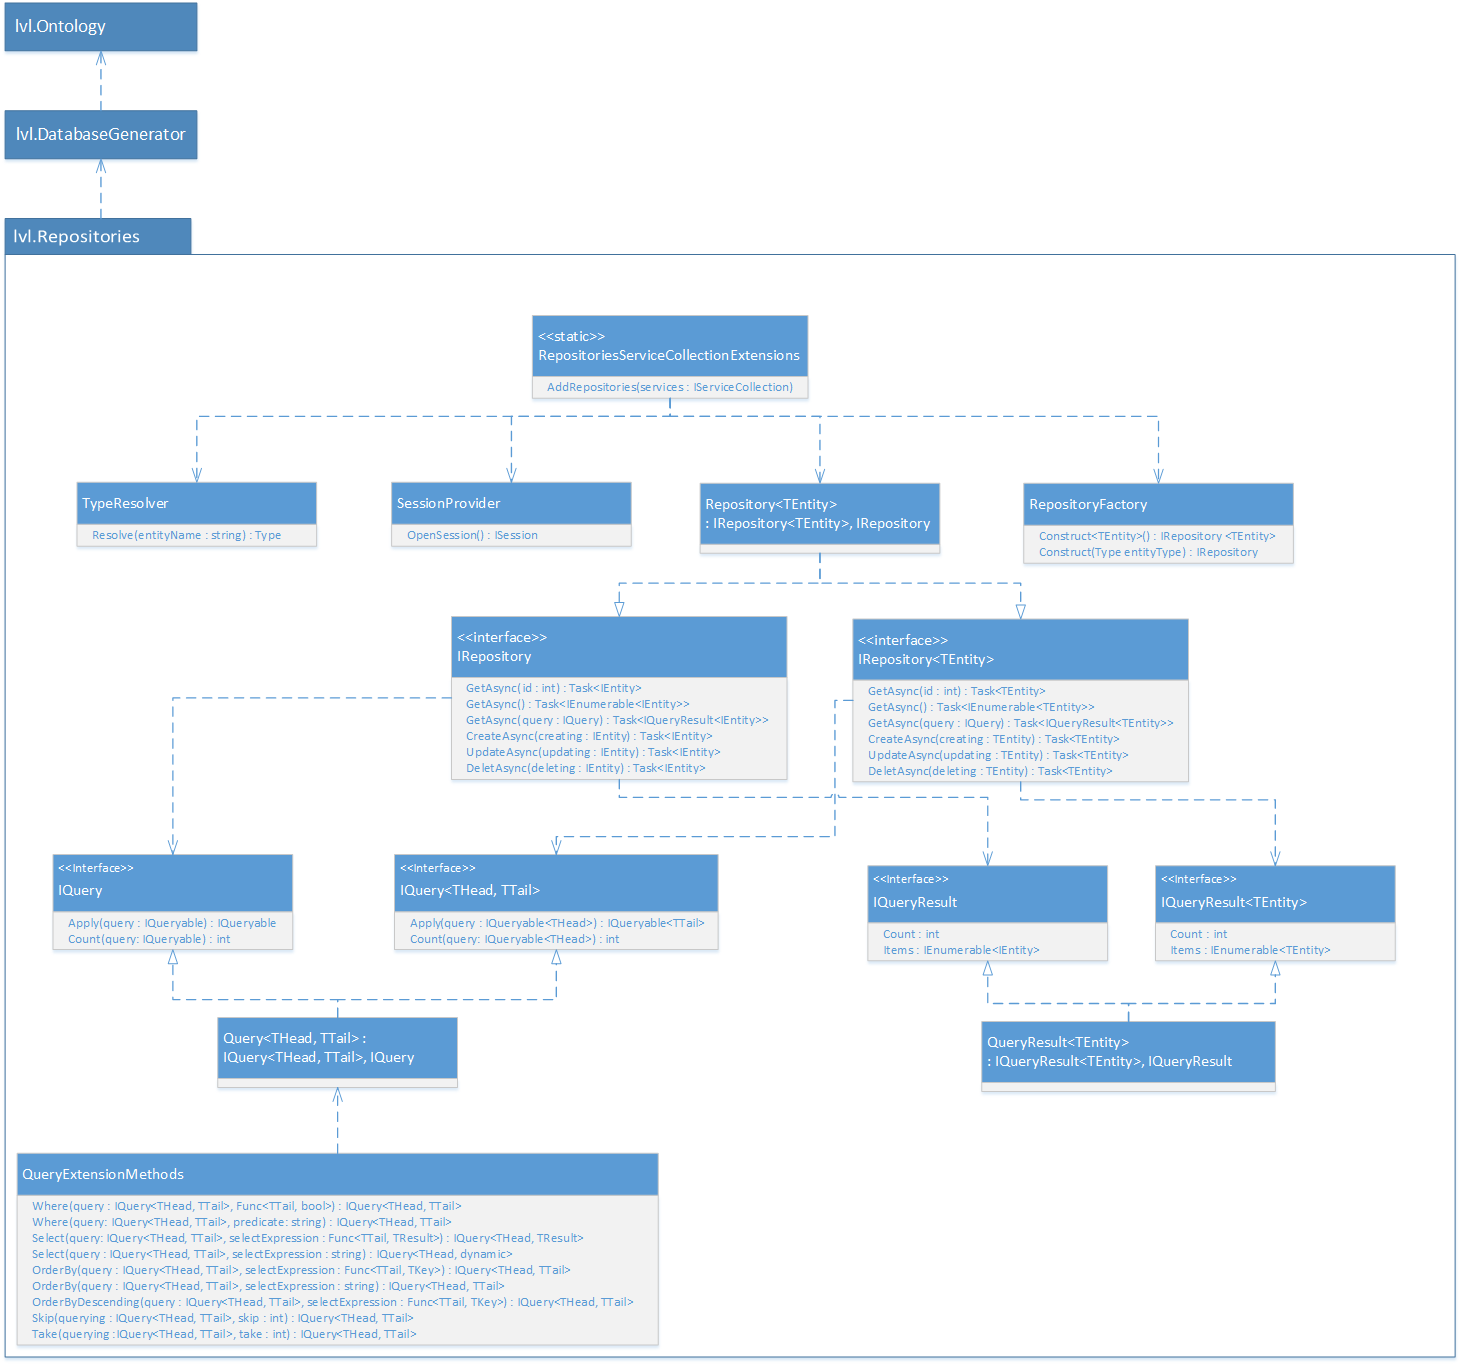 lvl.Ontology
lvl.DatabaseGenerator
lvl.Repositories
<<static>>
RepositoriesServiceCollectionExtensions
AddRepositories(services : IServiceCollection)
TypeResolver
Resolve(entityName : string) : Type
SessionProvider
OpenSession() : ISession
Repository<TEntity>
: IRepository<TEntity>, IRepository
RepositoryFactory
Construct<TEntity>() : IRepository <TEntity>
Construct(Type entityType) : IRepository
<<interface>>
IRepository
GetAsync(id : int) : Task<IEntity>
GetAsync() : Task<IEnumerable<IEntity>>
GetAsync(query : IQuery) : Task<IQueryResult<IEntity>>
CreateAsync(creating : IEntity) : Task<IEntity>
UpdateAsync(updating : IEntity) : Task<IEntity>
DeletAsync(deleting : IEntity) : Task<IEntity>
<<interface>>
IRepository<TEntity>
GetAsync(id : int) : Task<TEntity>
GetAsync() : Task<IEnumerable<TEntity>>
GetAsync(query : IQuery) : Task<IQueryResult<TEntity>>
CreateAsync(creating : TEntity) : Task<TEntity>
UpdateAsync(updating : TEntity) : Task<TEntity>
DeletAsync(deleting : TEntity) : Task<TEntity>
<<Interface>>
IQuery
Apply(query : IQueryable) : IQueryable
Count(query: IQueryable) : int
<<Interface>>
IQuery<THead, TTail>
Apply(query : IQueryable<THead>) : IQueryable<TTail>
Count(query: IQueryable<THead>) : int
<<Interface>>
IQueryResult
Count : int
Items : IEnumerable<IEntity>
<<Interface>>
IQueryResult<TEntity>
Count : int
Items : IEnumerable<TEntity>
Query<THead, TTail> :
IQuery<THead, TTail>, IQuery
QueryResult<TEntity>
: IQueryResult<TEntity>, IQueryResult
QueryExtensionMethods
Where(query : IQuery<THead, TTail>, Func<TTail, bool>) : IQuery<THead, TTail>
Where(query: IQuery<THead, TTail>, predicate: string) : IQuery<THead, TTail>
Select(query: IQuery<THead, TTail>, selectExpression : Func<TTail, TResult>) : IQuery<THead, TResult>
Select(query : IQuery<THead, TTail>, selectExpression : string) : IQuery<THead, dynamic>
OrderBy(query : IQuery<THead, TTail>, selectExpression : Func<TTail, TKey>) : IQuery<THead, TTail>
OrderBy(query : IQuery<THead, TTail>, selectExpression : string) : IQuery<THead, TTail>
OrderByDescending(query : IQuery<THead, TTail>, selectExpression : Func<TTail, TKey>) : IQuery<THead, TTail>
Skip(querying : IQuery<THead, TTail>, skip : int) : IQuery<THead, TTail>
Take(querying :IQuery<THead, TTail>, take : int) : IQuery<THead, TTail>